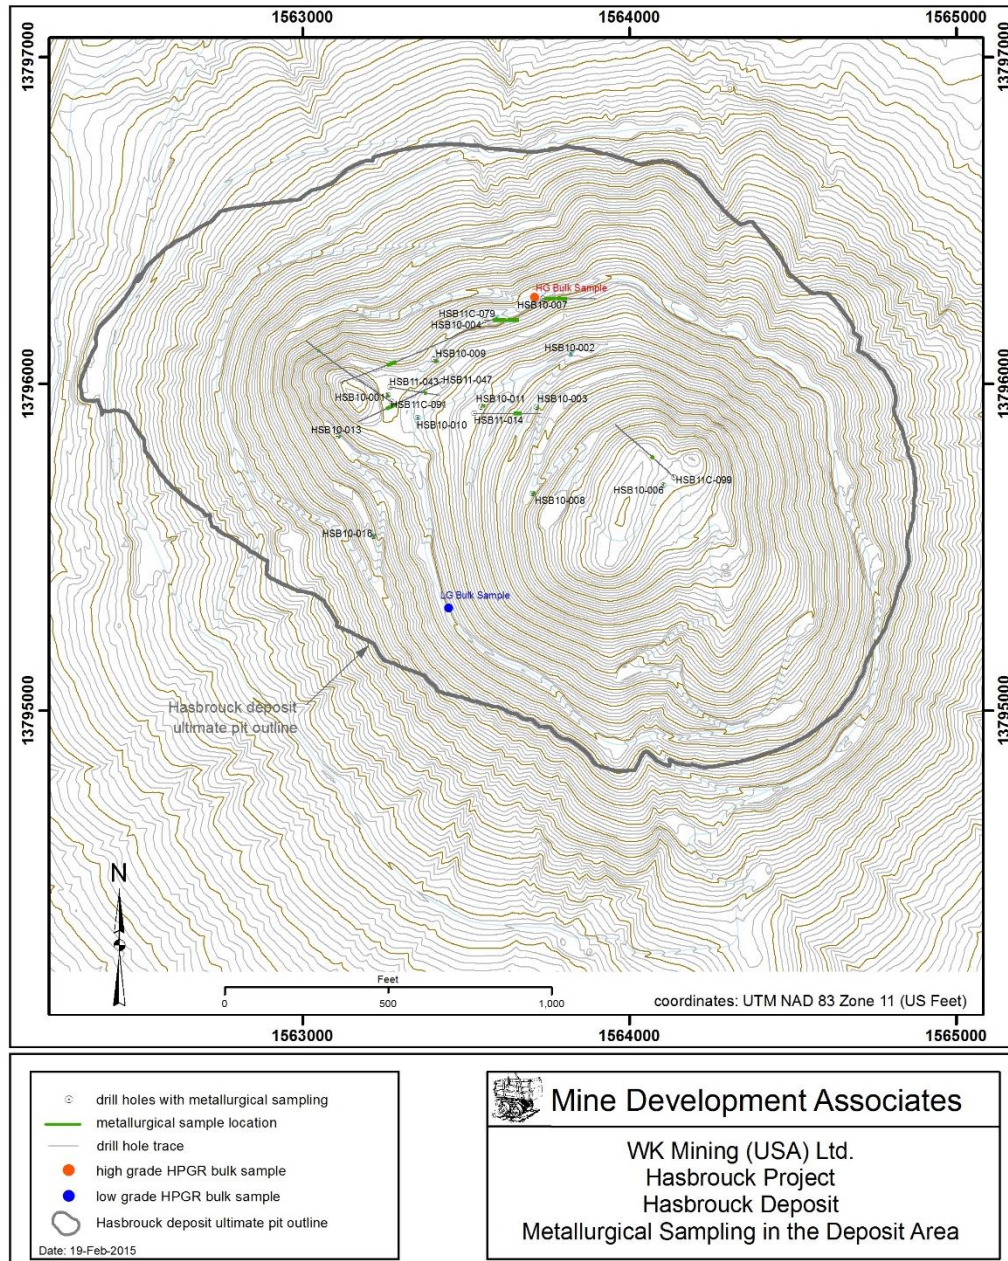 1563000
1564000
1565000
13797000
13797000
HG Bulk Sample
HSB10-007
HSB11C-079
HSB10-004
HSB10-002
HSB10-009
13796000
13796000
HSB11-043
HSB11-047
HSB10-001
HSB11C-091
HSB10-011
HSB10-003
HSB10-010
HSB11-014
HSB10-013
HSB11C-099
HSB10-006
HSB10-008
HSB10-016
LG Bulk Sample
13795000
13795000
Hasbrouck deposit
ultimate pit outline
N
Feet
0
500
1,000
coordinates: UTM NAD 83 Zone 11 (US Feet)
1563000
1564000
1565000
drill holes with metallurgical sampling
metallurgical sample location
drill hole trace
high grade HPGR bulk sample
low grade HPGR bulk sample
Hasbrouck deposit ultimate pit outline
Date: 19-Feb-2015
Mine Development Associates
WK Mining (USA) Ltd.
Hasbrouck Project
Hasbrouck Deposit
Metallurgical Sampling in the Deposit Area